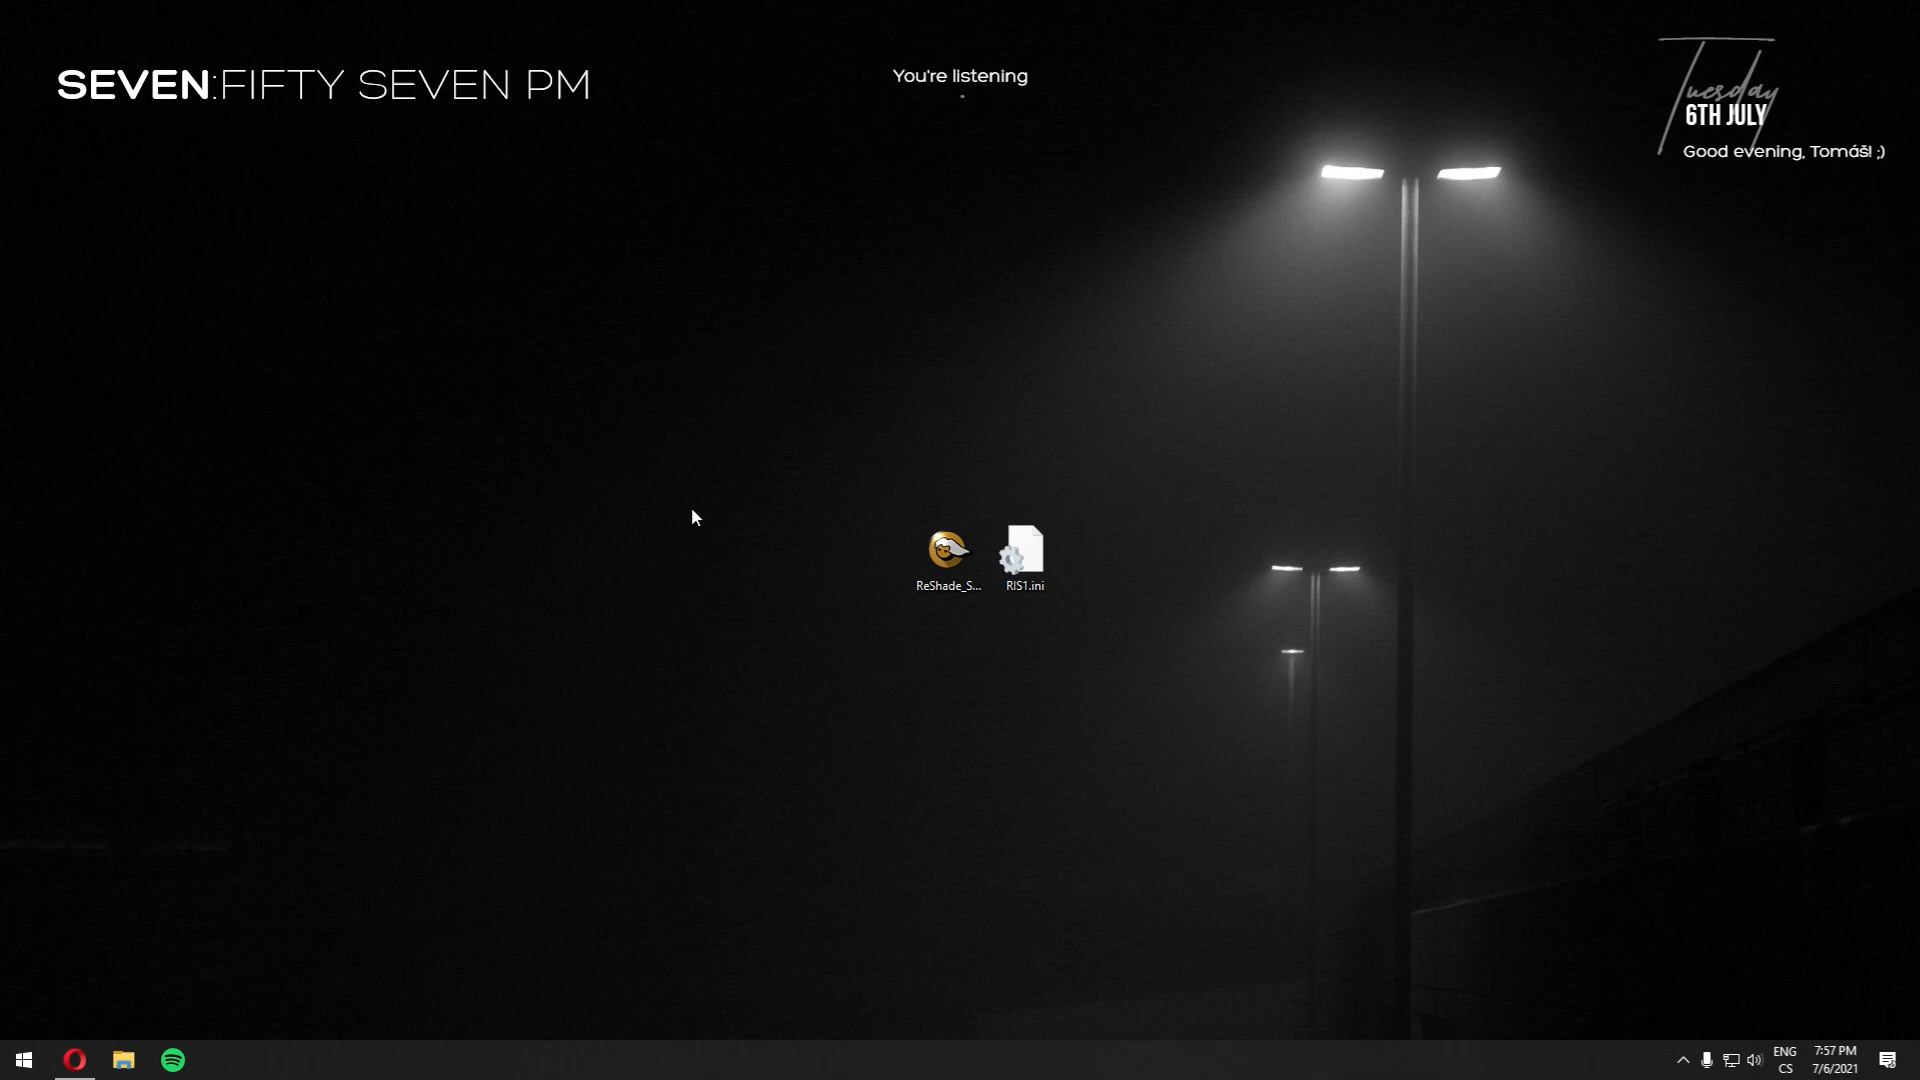 SEVEN:FIFTY SEVEN PM
You're listening
Tuesday
6TH JULY
Good evening, Tomáš! ;)
ReShade_S...
RIS1.ini
ENG
CS
7:57 PM
7/6/2021